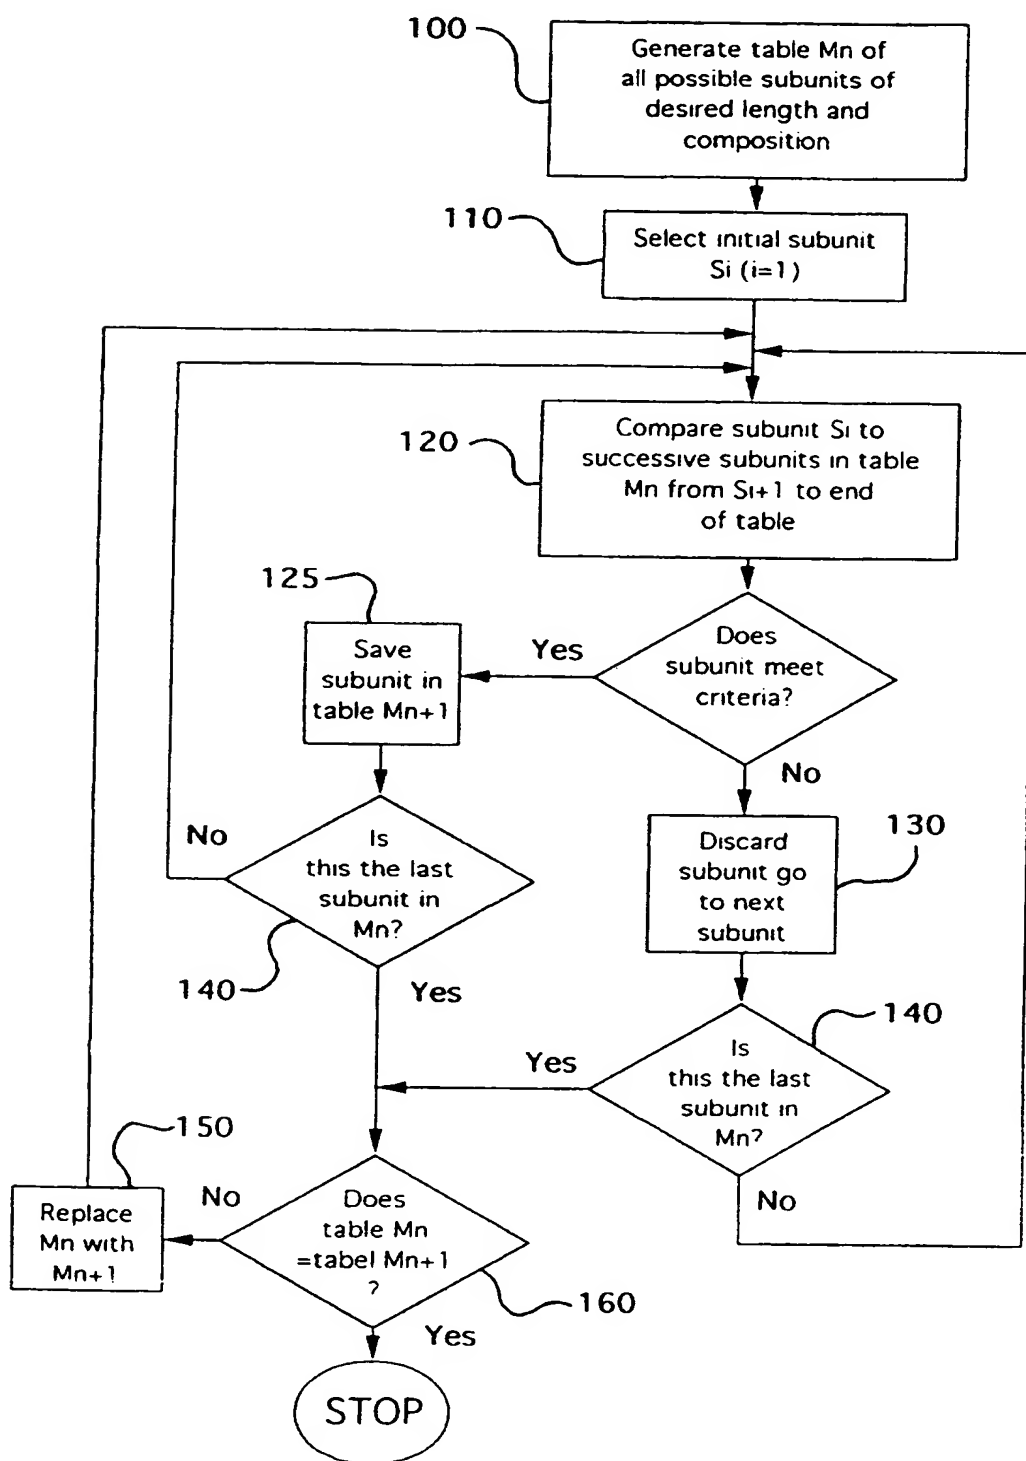 100
Generate table Mn of
all possible subunits of
desired length and
composition
110
Select initial subunit
Si (i=1)
120
Compare subunit Si to
successive subunits in table
Mn from Si+1 to end
of table
125
Save
subunit in
table Mn+1
Yes
Does
subunit meet
criteria?
No
No
Is
this the last
subunit in
Mn?
140
Yes
Discard
subunit go
to next
subunit
130
Yes
Is
this the last
subunit in
Mn?
140
No
150
Replace
Mn with
Mn+1
No
Does
table Mn
=tabel Mn+1
?
160
Yes
STOP